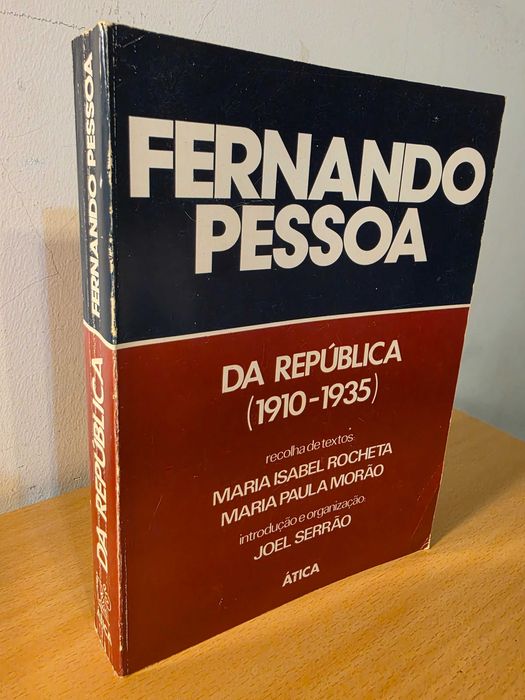 FERNANDO
PESSOA
DA REPÚBLICA
(1910-1935)
recolha de textos:
MARIA ISABEL ROCHETA
MARIA PAULA MORÃO
introdução e organização:
JOEL SERRÃO
ÁTICA
FERNANDO PESSOA
DA REPÚBLICA